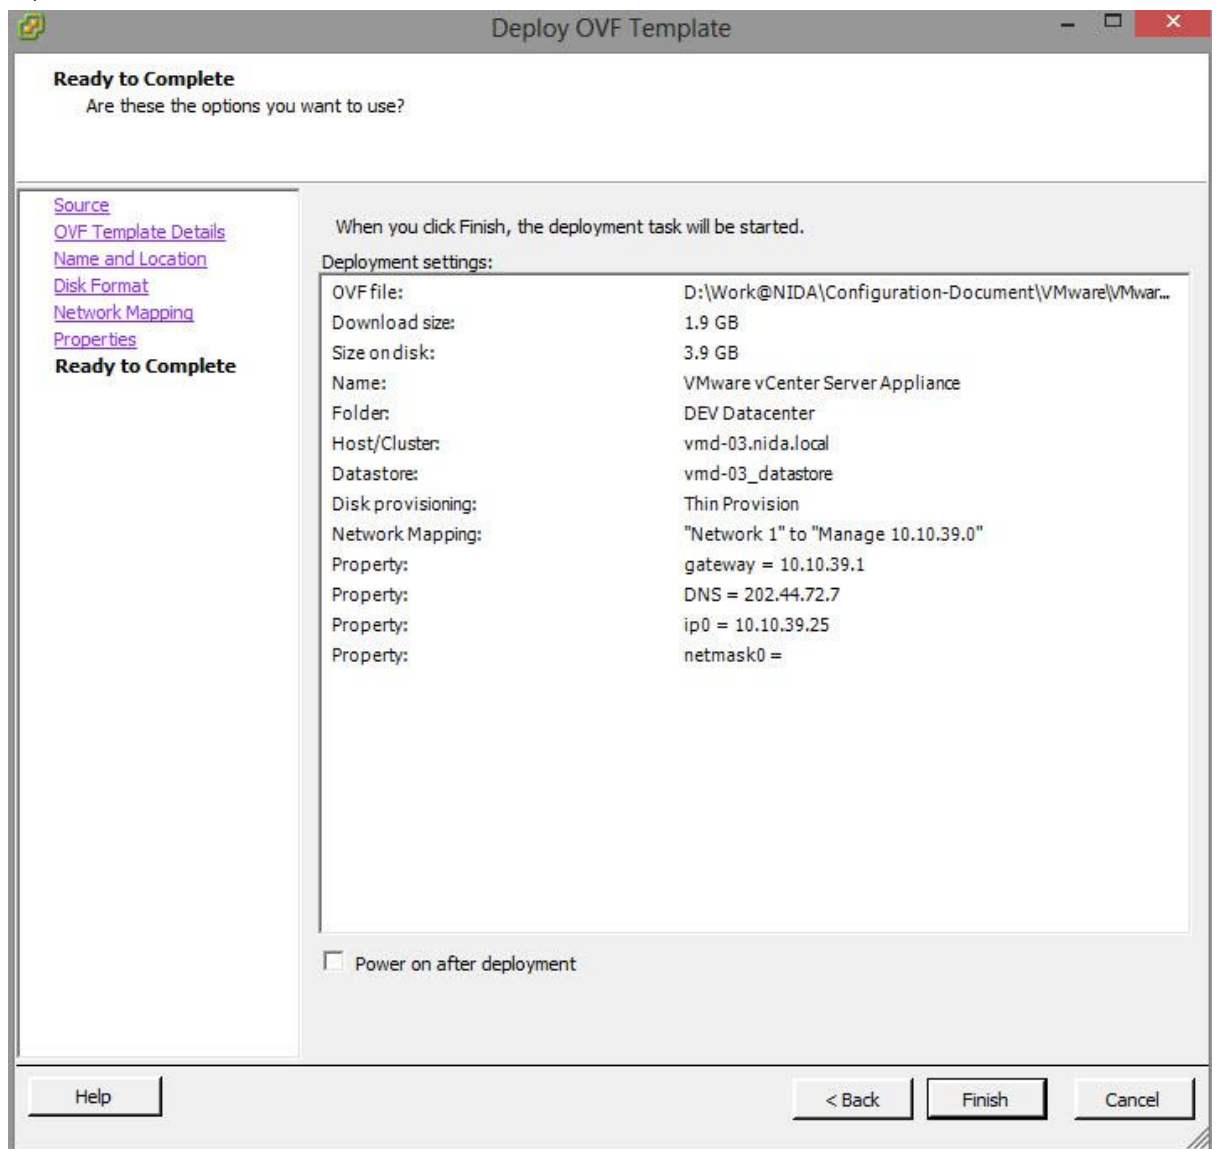 Deploy OVF Template
Ready to Complete
Are these the options you want to use?
Source
OVF Template Details
Name and Location
Disk Format
Network Mapping
Properties
Ready to Complete
When you click Finish, the deployment task will be started.
Deployment settings:
OVF file: D:\Work@NIDA\Configuration-Document\VMware\VMwar...
Download size: 1.9 GB
Size on disk: 3.9 GB
Name: VMware vCenter Server Appliance
Folder: DEV Datacenter
Host/Cluster: vmd-03.nida.local
Datastore: vmd-03_datastore
Disk provisioning: Thin Provision
Network Mapping: "Network 1" to "Manage 10.10.39.0"
Property: gateway = 10.10.39.1
Property: DNS = 202.44.72.7
Property: ip0 = 10.10.39.25
Property: netmask0 =
Power on after deployment
Help < Back Finish Cancel